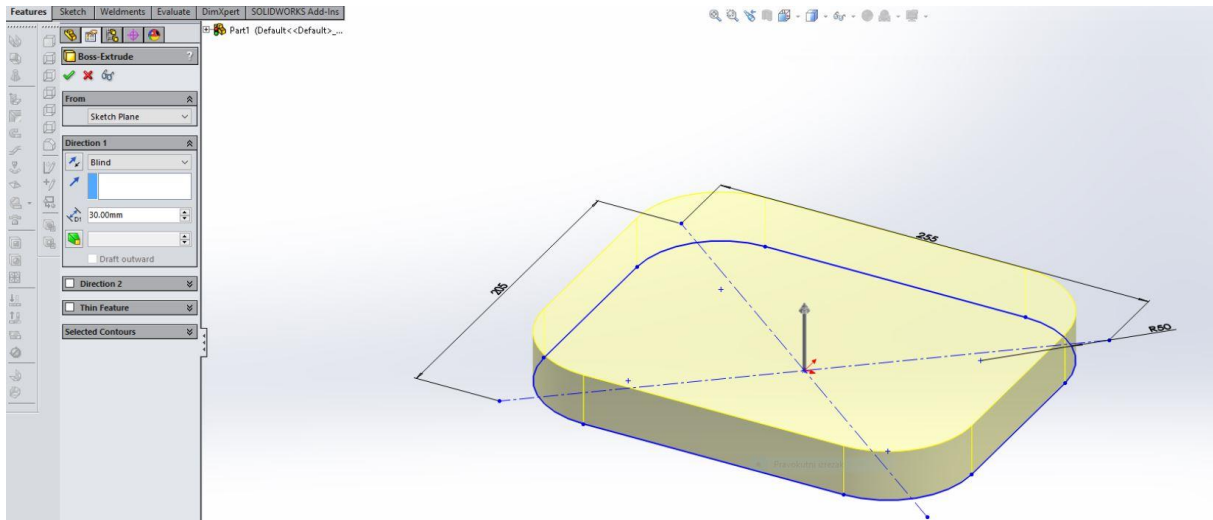 Features Sketch Weldments Evaluate DimXpert SOLIDWORKS Add-Ins
Part1 (Default<<Default>_...
Boss-Extrude ?
From
Sketch Plane
Direction 1
Blind
D1 30.00mm
Draft outward
Direction 2
Thin Feature
Selected Contours
255
205
R50